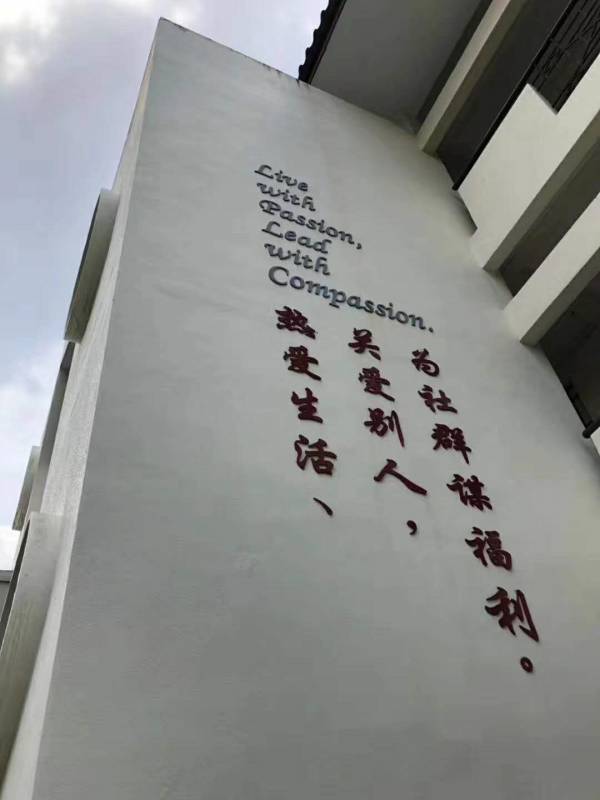 Live
with
Passion,
Lead
with
Compassion.
热爱生活、
关爱别人，
为社群谋福利。